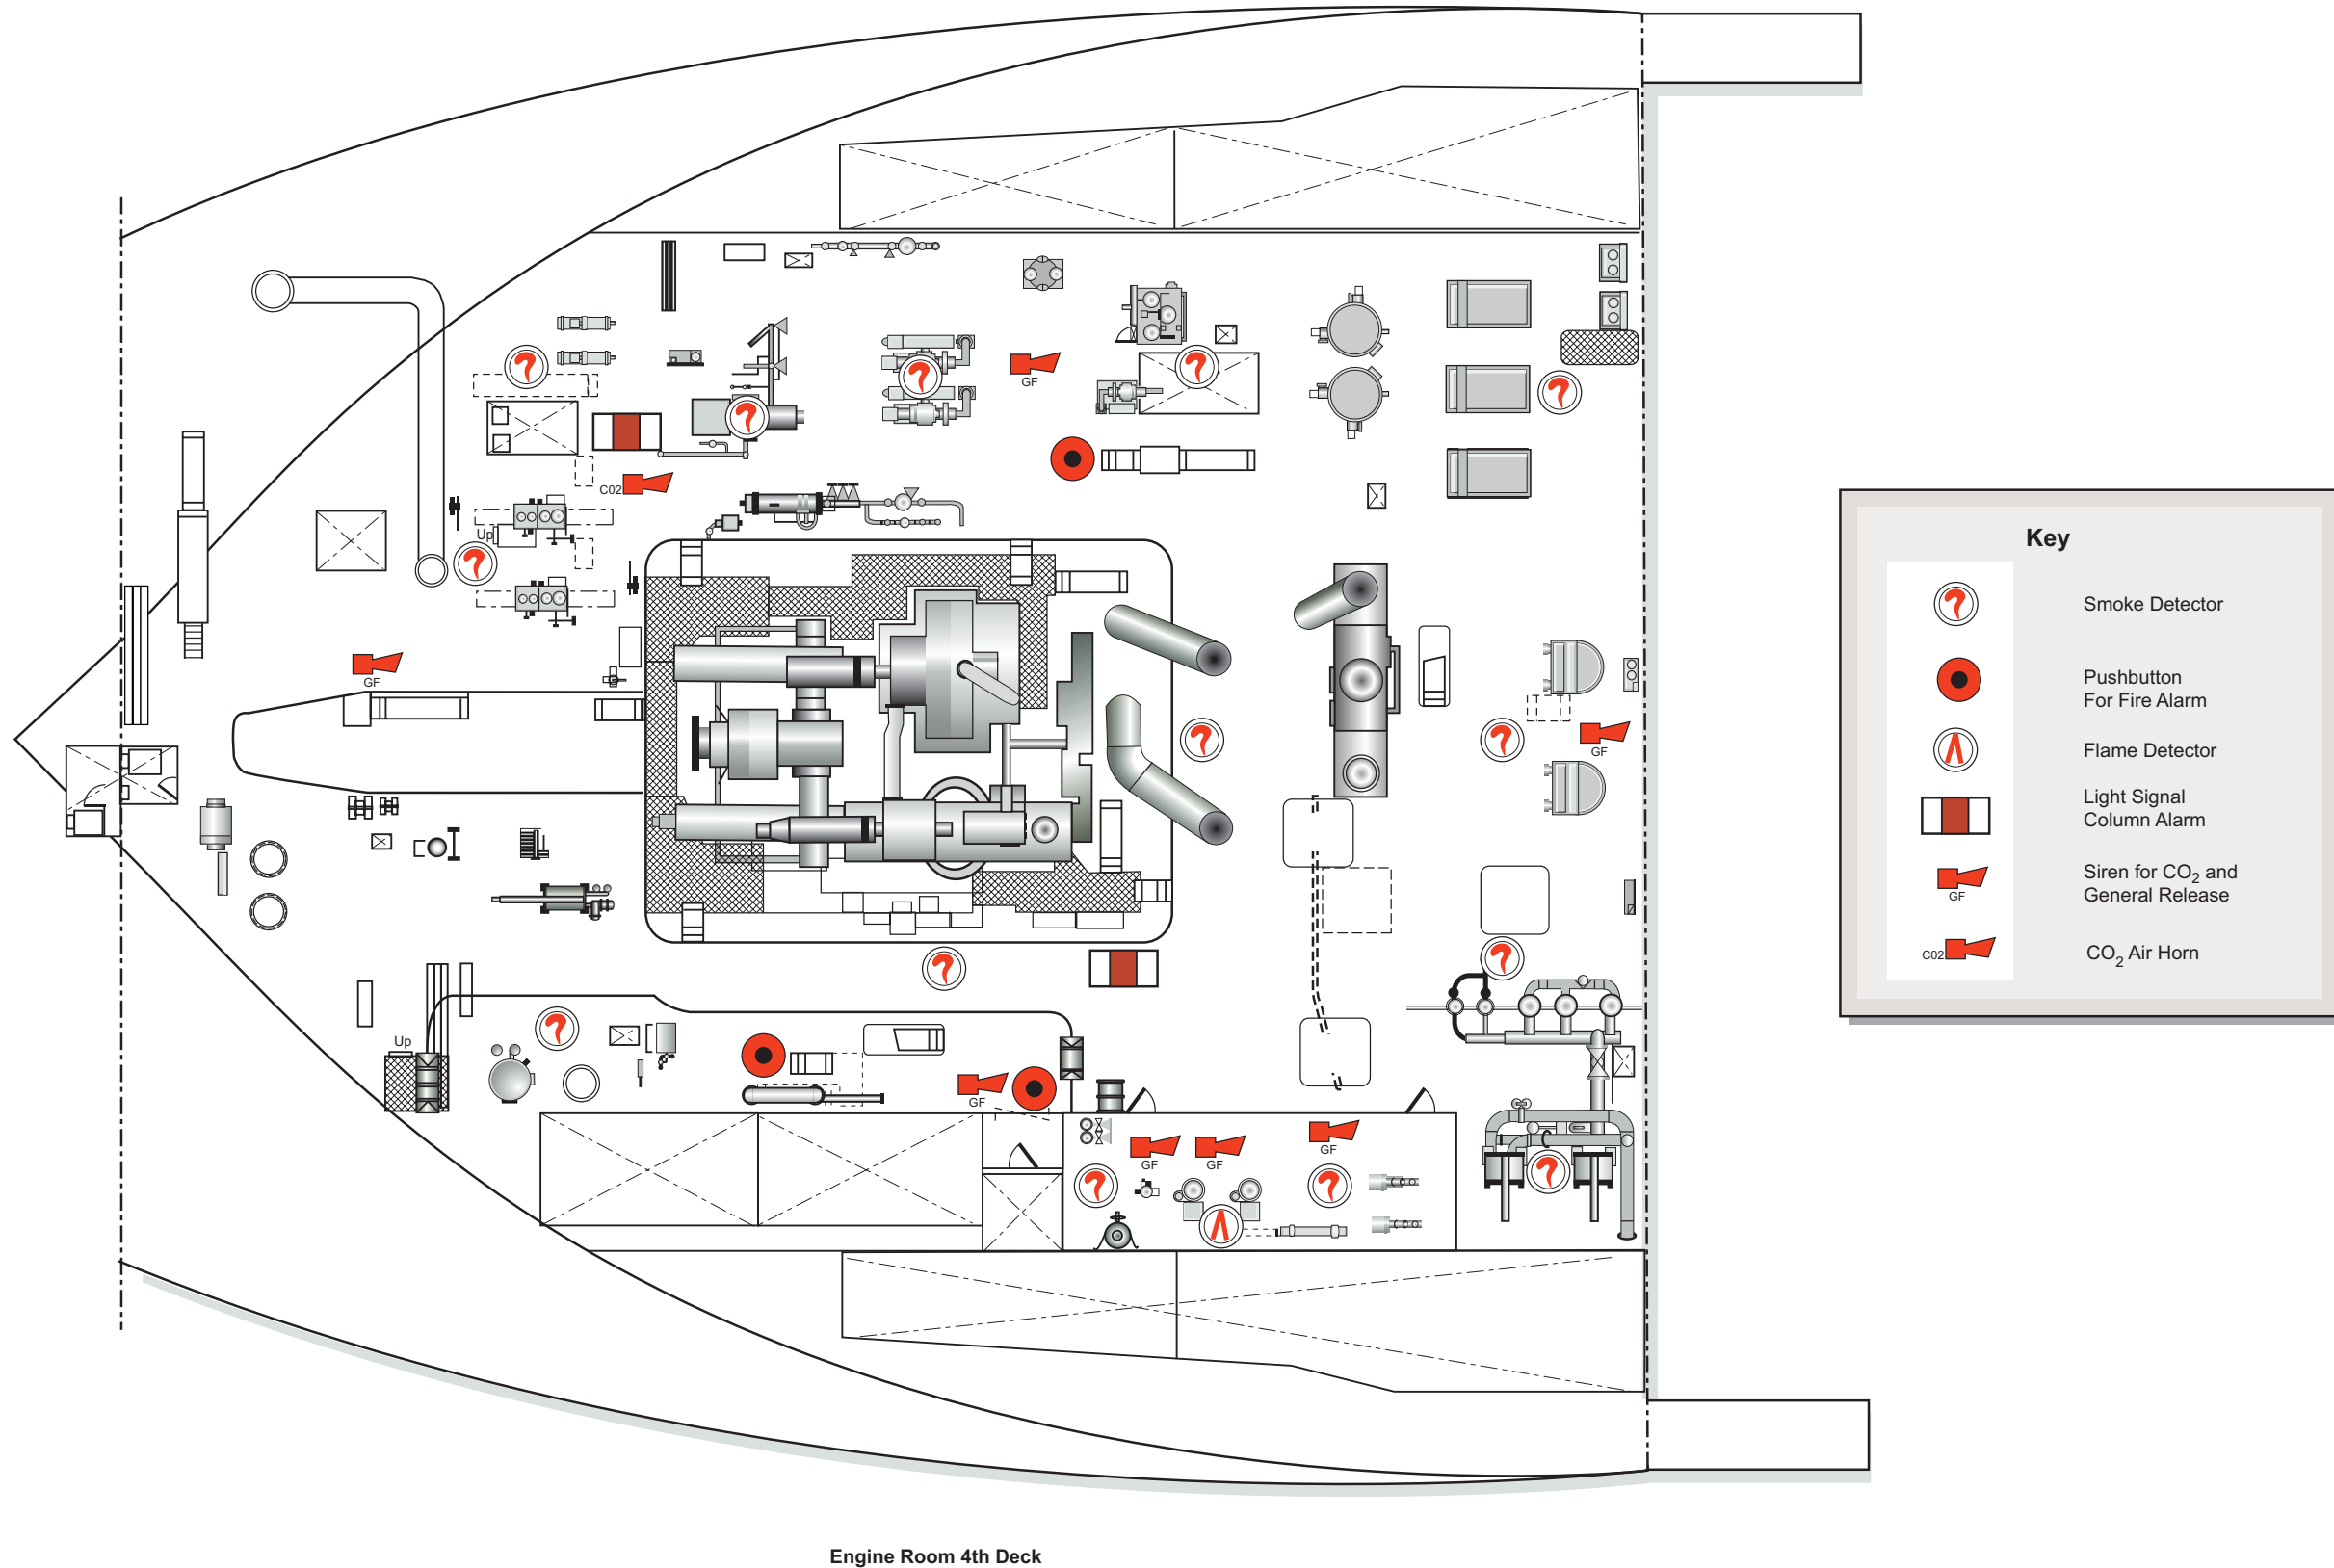 GF
C02
Up
GF
GF
Up
GF
GF
GF
GF
Key
Smoke Detector
Pushbutton
For Fire Alarm
Flame Detector
Light Signal
Column Alarm
Siren for CO2 and
General Release
GF
C02
CO2 Air Horn
Engine Room 4th Deck